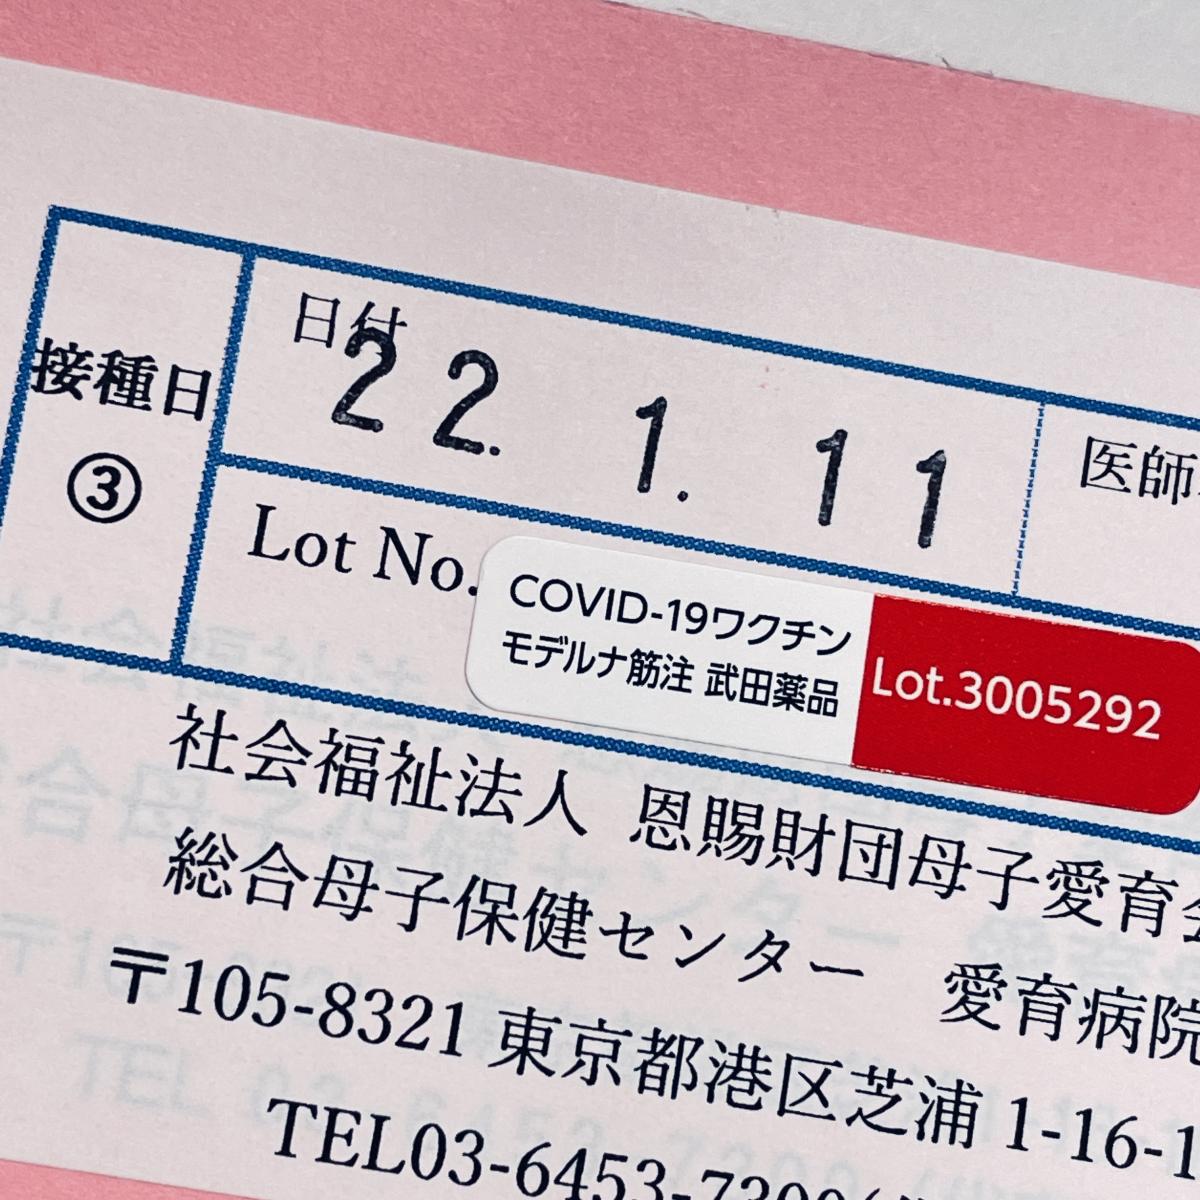 接種日
③
日付
22. 1. 11
医師
Lot No.
COVID-19ワクチン
モデルナ筋注 武田薬品
Lot.3005292
社会福祉法人 恩賜財団母子愛育会
総合母子保健センター 愛育病院
〒105-8321 東京都港区芝浦 1-16-1
TEL03-6453-730